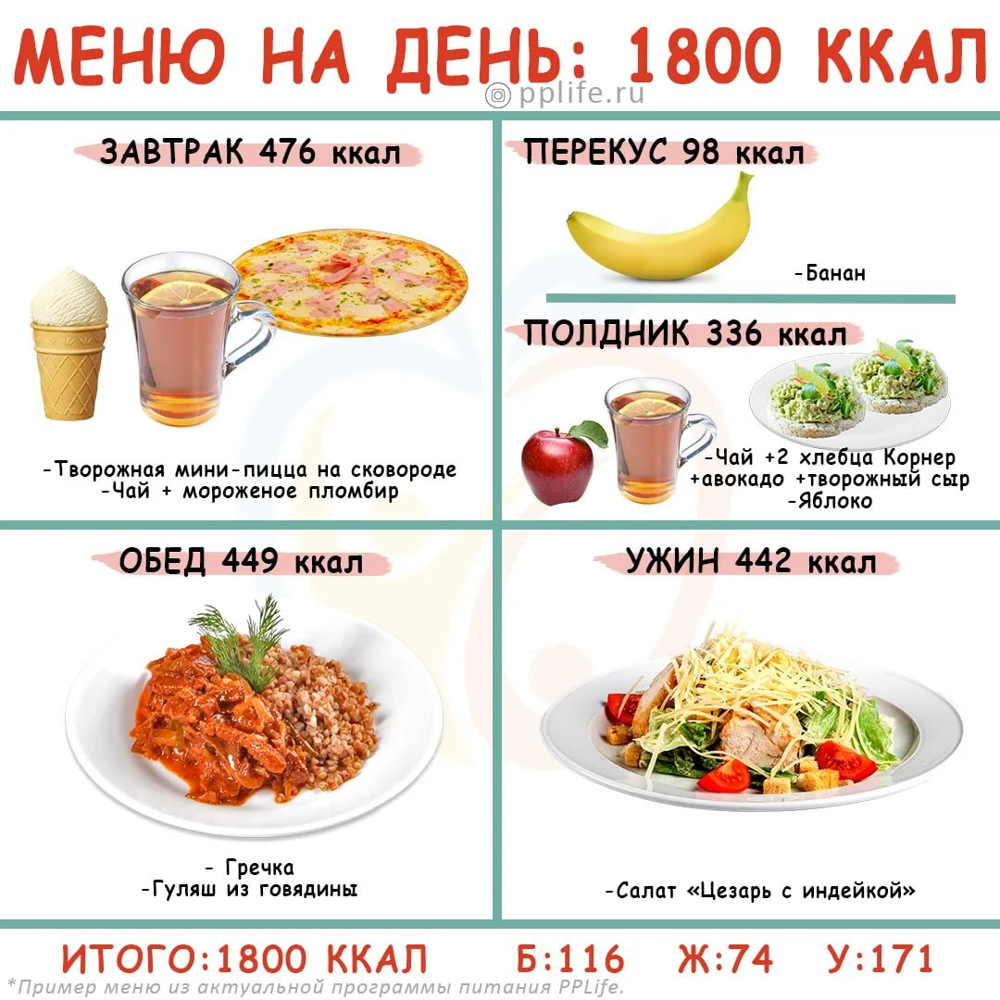 МЕНЮ НА ДЕНЬ: 1800 ККАЛ
pplife.ru
ЗАВТРАК 476 ккал
-Творожная мини-пицца на сковороде
-Чай + мороженое пломбир
ПЕРЕКУС 98 ккал
-Банан
ПОЛДНИК 336 ккал
-Чай +2 хлебца Корнер
+авокадо +творожный сыр
-Яблоко
ОБЕД 449 ккал
- Гречка
-Гуляш из говядины
УЖИН 442 ккал
-Салат «Цезарь с индейкой»
ИТОГО:1800 ККАЛ Б:116 Ж:74 У:171
*Пример меню из актуальной программы питания PPLife.